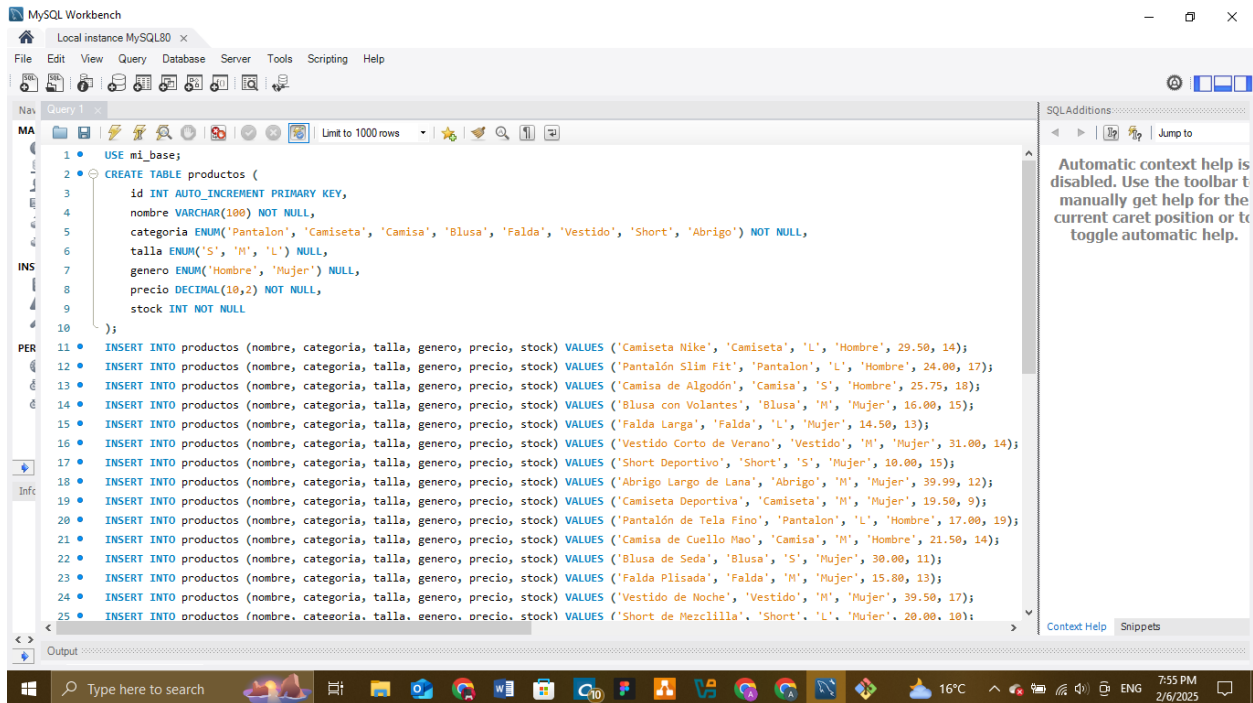 MySQL Workbench
Local instance MySQL80
File Edit View Query Database Server Tools Scripting Help
Query 1
SQLAdditions
Limit to 1000 rows
Jump to
1 USE mi_base;
2 CREATE TABLE productos (
3 id INT AUTO_INCREMENT PRIMARY KEY,
4 nombre VARCHAR(100) NOT NULL,
5 categoria ENUM('Pantalon', 'Camiseta', 'Camisa', 'Blusa', 'Falda', 'Vestido', 'Short', 'Abrigo') NOT NULL,
6 talla ENUM('S', 'M', 'L') NULL,
7 genero ENUM('Hombre', 'Mujer') NULL,
8 precio DECIMAL(10,2) NOT NULL,
9 stock INT NOT NULL
10 );
11 INSERT INTO productos (nombre, categoria, talla, genero, precio, stock) VALUES ('Camiseta Nike', 'Camiseta', 'L', 'Hombre', 29.50, 14);
12 INSERT INTO productos (nombre, categoria, talla, genero, precio, stock) VALUES ('Pantalón Slim Fit', 'Pantalon', 'L', 'Hombre', 24.00, 17);
13 INSERT INTO productos (nombre, categoria, talla, genero, precio, stock) VALUES ('Camisa de Algodón', 'Camisa', 'S', 'Hombre', 25.75, 18);
14 INSERT INTO productos (nombre, categoria, talla, genero, precio, stock) VALUES ('Blusa con Volantes', 'Blusa', 'M', 'Mujer', 16.00, 15);
15 INSERT INTO productos (nombre, categoria, talla, genero, precio, stock) VALUES ('Falda Larga', 'Falda', 'L', 'Mujer', 14.50, 13);
16 INSERT INTO productos (nombre, categoria, talla, genero, precio, stock) VALUES ('Vestido Corto de Verano', 'Vestido', 'M', 'Mujer', 31.00, 14);
17 INSERT INTO productos (nombre, categoria, talla, genero, precio, stock) VALUES ('Short Deportivo', 'Short', 'S', 'Mujer', 10.00, 15);
18 INSERT INTO productos (nombre, categoria, talla, genero, precio, stock) VALUES ('Abrigo Largo de Lana', 'Abrigo', 'M', 'Mujer', 39.99, 12);
19 INSERT INTO productos (nombre, categoria, talla, genero, precio, stock) VALUES ('Camiseta Deportiva', 'Camiseta', 'M', 'Mujer', 19.50, 9);
20 INSERT INTO productos (nombre, categoria, talla, genero, precio, stock) VALUES ('Pantalón de Tela Fino', 'Pantalon', 'L', 'Hombre', 17.00, 19);
21 INSERT INTO productos (nombre, categoria, talla, genero, precio, stock) VALUES ('Camisa de Cuello Mao', 'Camisa', 'M', 'Hombre', 21.50, 14);
22 INSERT INTO productos (nombre, categoria, talla, genero, precio, stock) VALUES ('Blusa de Seda', 'Blusa', 'S', 'Mujer', 30.00, 11);
23 INSERT INTO productos (nombre, categoria, talla, genero, precio, stock) VALUES ('Falda Plisada', 'Falda', 'M', 'Mujer', 15.80, 13);
24 INSERT INTO productos (nombre, categoria, talla, genero, precio, stock) VALUES ('Vestido de Noche', 'Vestido', 'M', 'Mujer', 39.50, 17);
25 INSERT INTO productos (nombre, categoria, talla, genero, precio, stock) VALUES ('Short de Mezclilla', 'Short', 'L', 'Mujer', 20.00, 10);
Nav
MA
INS
PER
Info
Automatic context help is
disabled. Use the toolbar t
manually get help for the
current caret position or to
toggle automatic help.
Context Help Snippets
Output
Type here to search
16°C
ENG
7:55 PM
2/6/2025